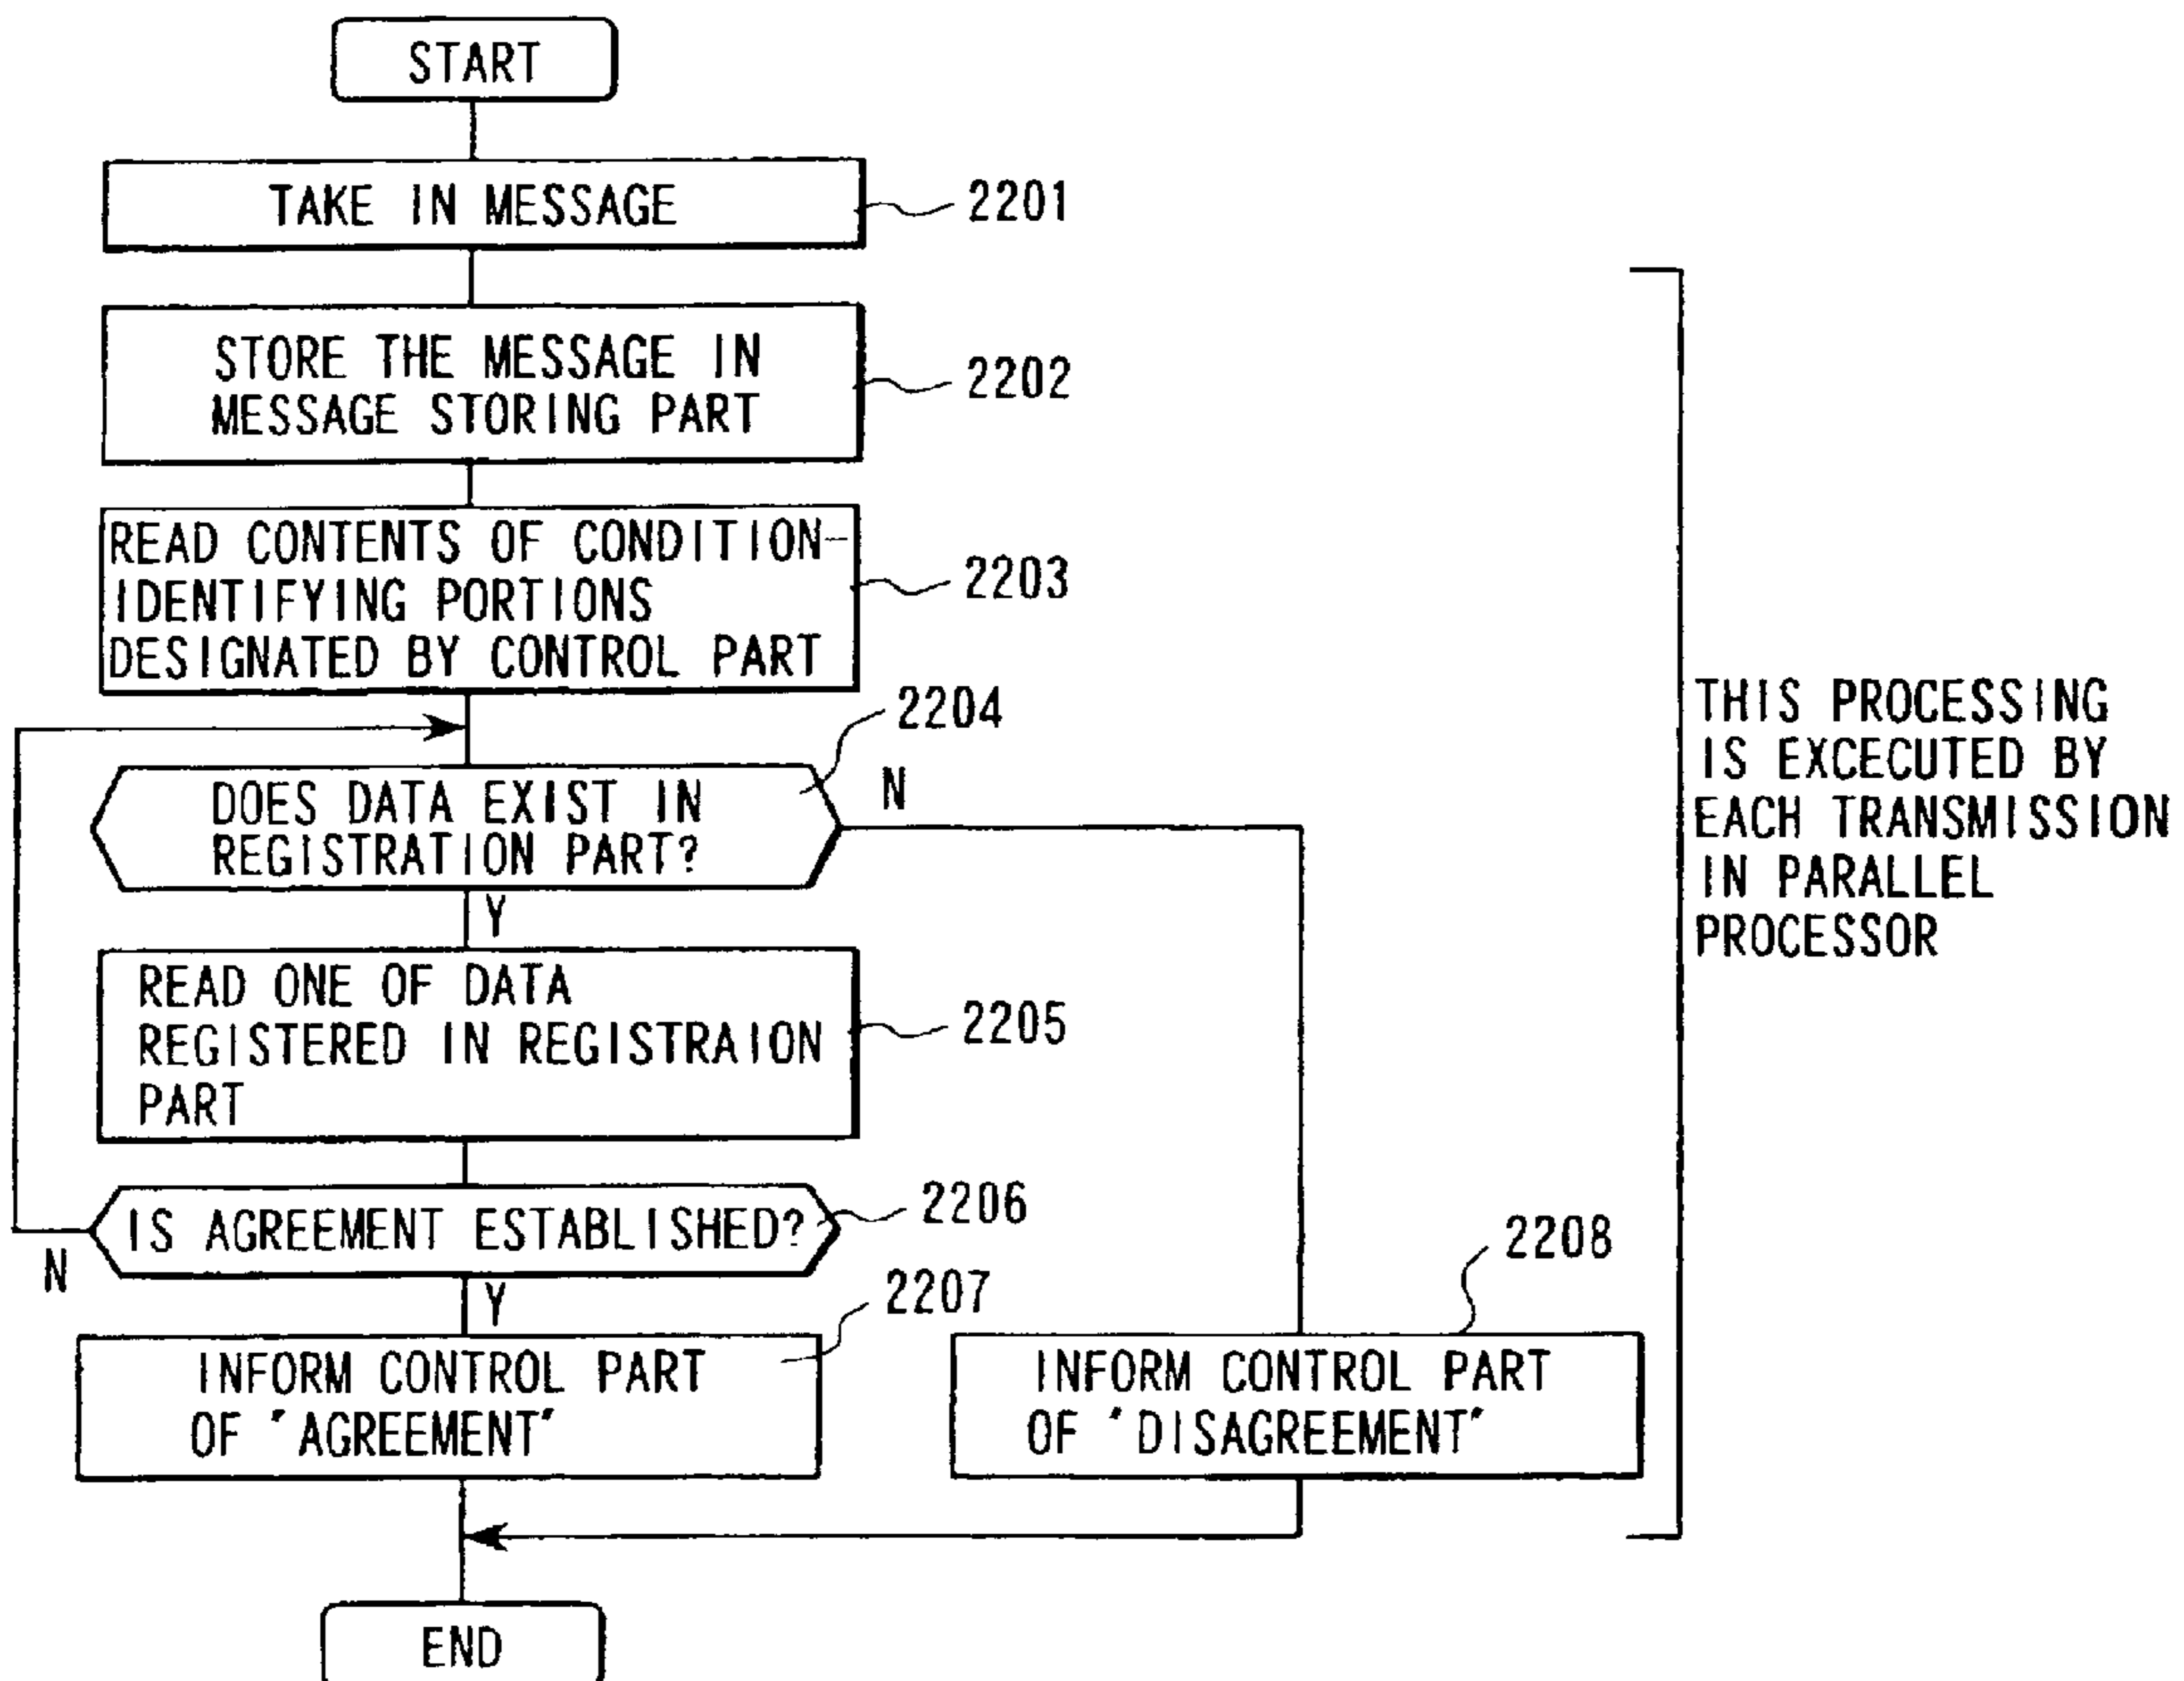 START
TAKE IN MESSAGE
2201
STORE THE MESSAGE IN
MESSAGE STORING PART
2202
READ CONTENTS OF CONDITION-
IDENTIFYING PORTIONS
DESIGNATED BY CONTROL PART
2203
2204
DOES DATA EXIST IN
REGISTRATION PART?
N
Y
READ ONE OF DATA
REGISTERED IN REGISTRAION
PART
2205
IS AGREEMENT ESTABLISHED?
2206
N
Y
2207
INFORM CONTROL PART
OF "AGREEMENT"
2208
INFORM CONTROL PART
OF "DISAGREEMENT"
END
THIS PROCESSING
IS EXCECUTED BY
EACH TRANSMISSION
IN PARALLEL
PROCESSOR